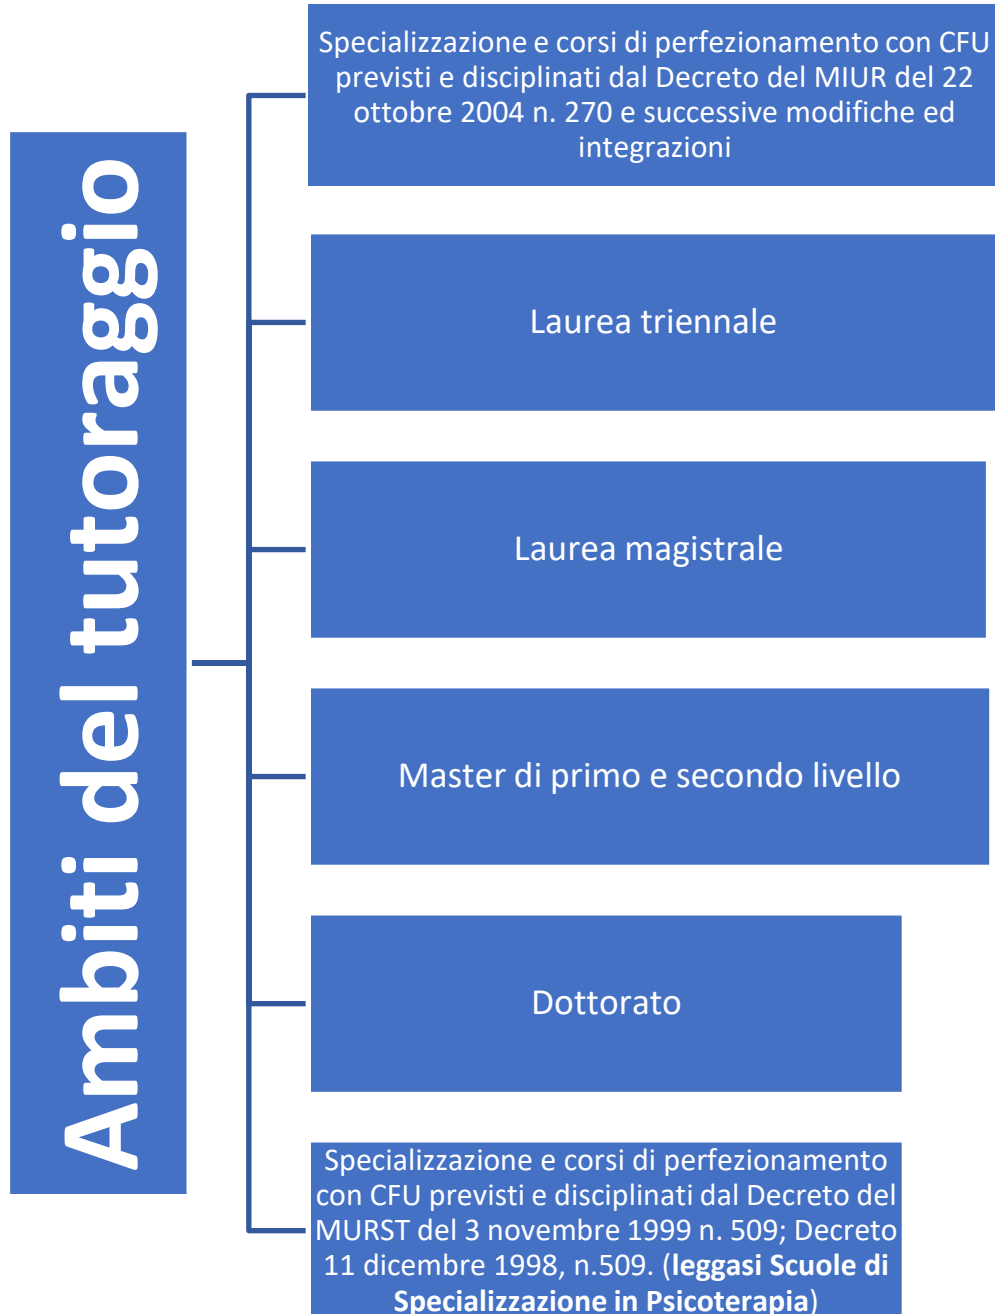 Ambiti del tutoraggio
Specializzazione e corsi di perfezionamento con CFU
previsti e disciplinati dal Decreto del MIUR del 22
ottobre 2004 n. 270 e successive modifiche ed
integrazioni
Laurea triennale
Laurea magistrale
Master di primo e secondo livello
Dottorato
Specializzazione e corsi di perfezionamento
con CFU previsti e disciplinati dal Decreto del
MURST del 3 novembre 1999 n. 509; Decreto
11 dicembre 1998, n.509. (leggasi Scuole di
Specializzazione in Psicoterapia)